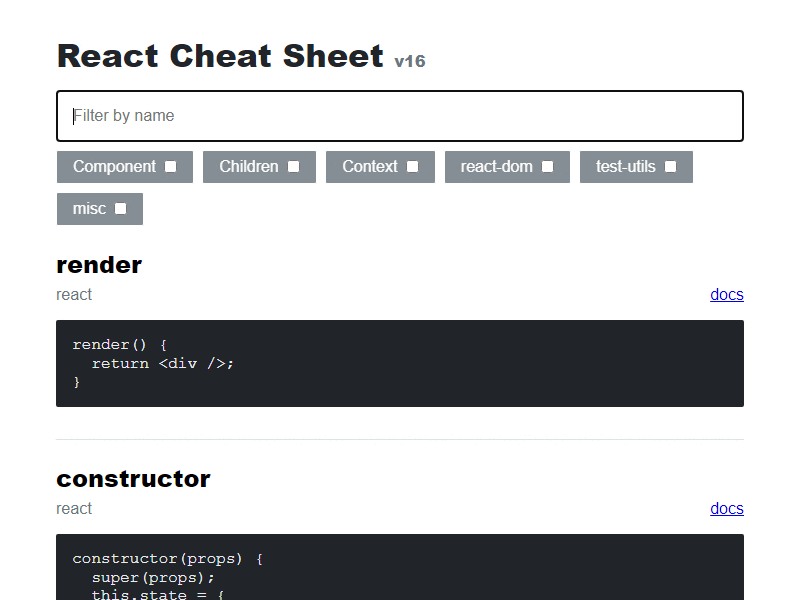 React Cheat Sheet v16
Filter by name
Component Children Context react-dom test-utils
misc
render
react docs
render() {
  return <div />;
}
constructor
react docs
constructor(props) {
  super(props);
  this.state = {